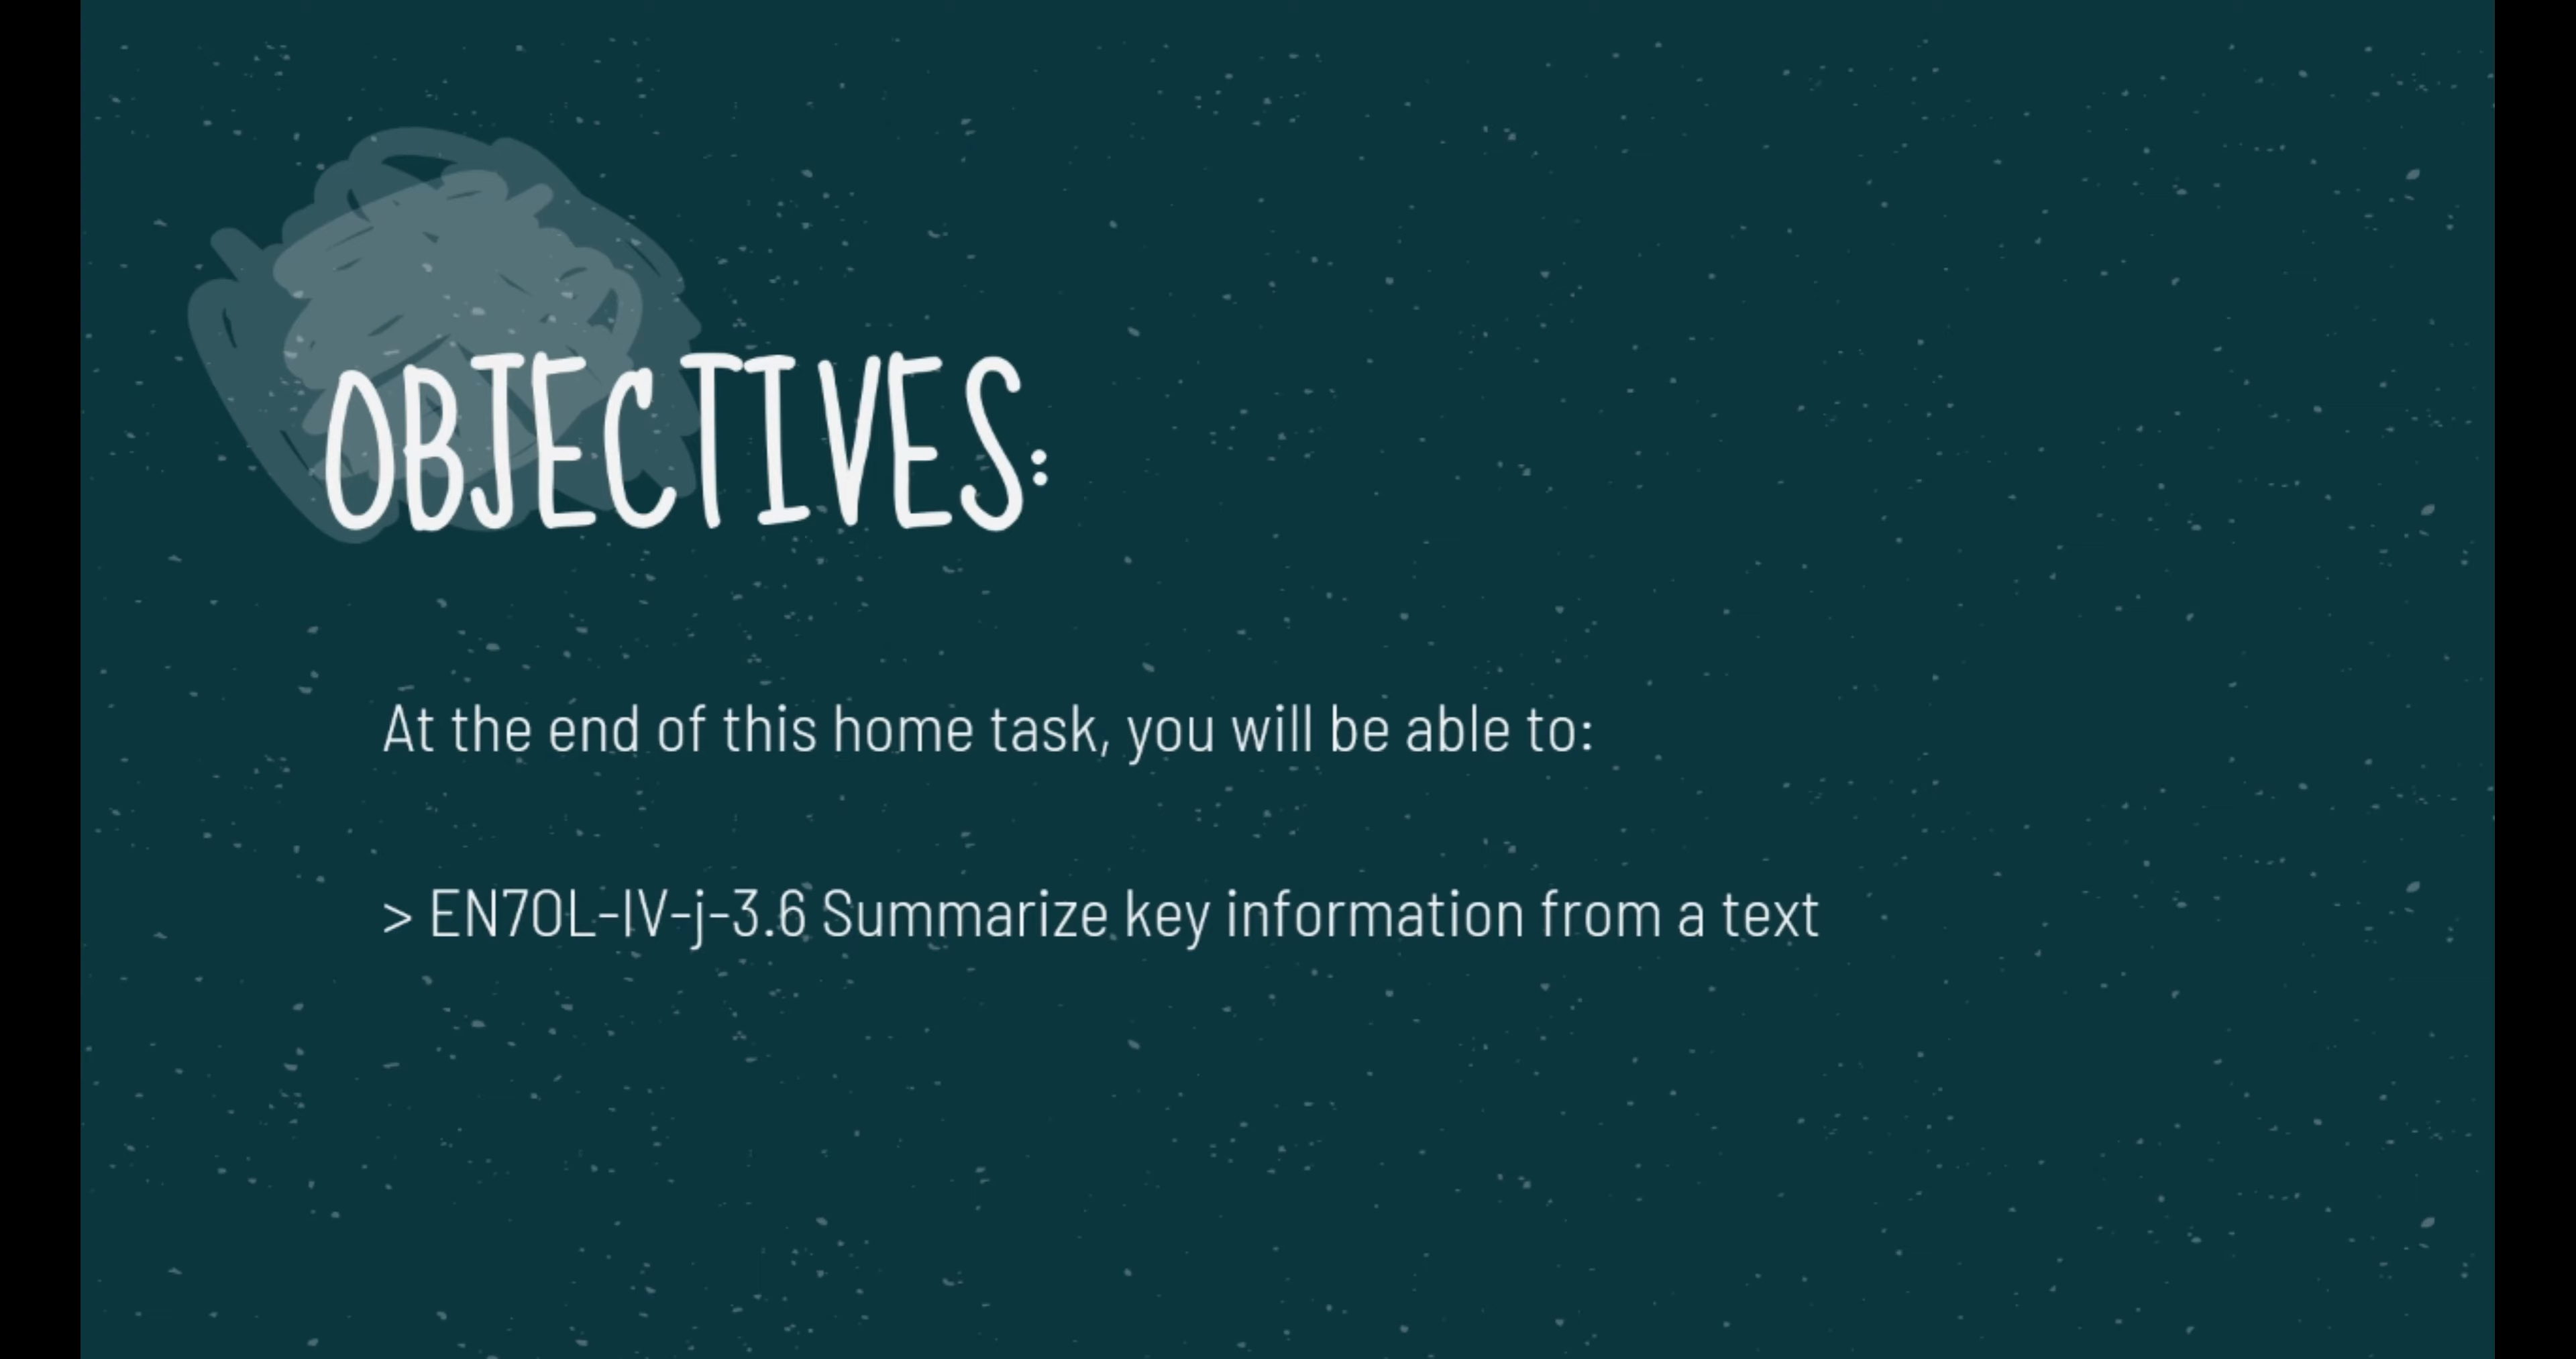 OBJECTIVES:
At the end of this home task, you will be able to:
> EN7OL-IV-j-3.6 Summarize key information from a text